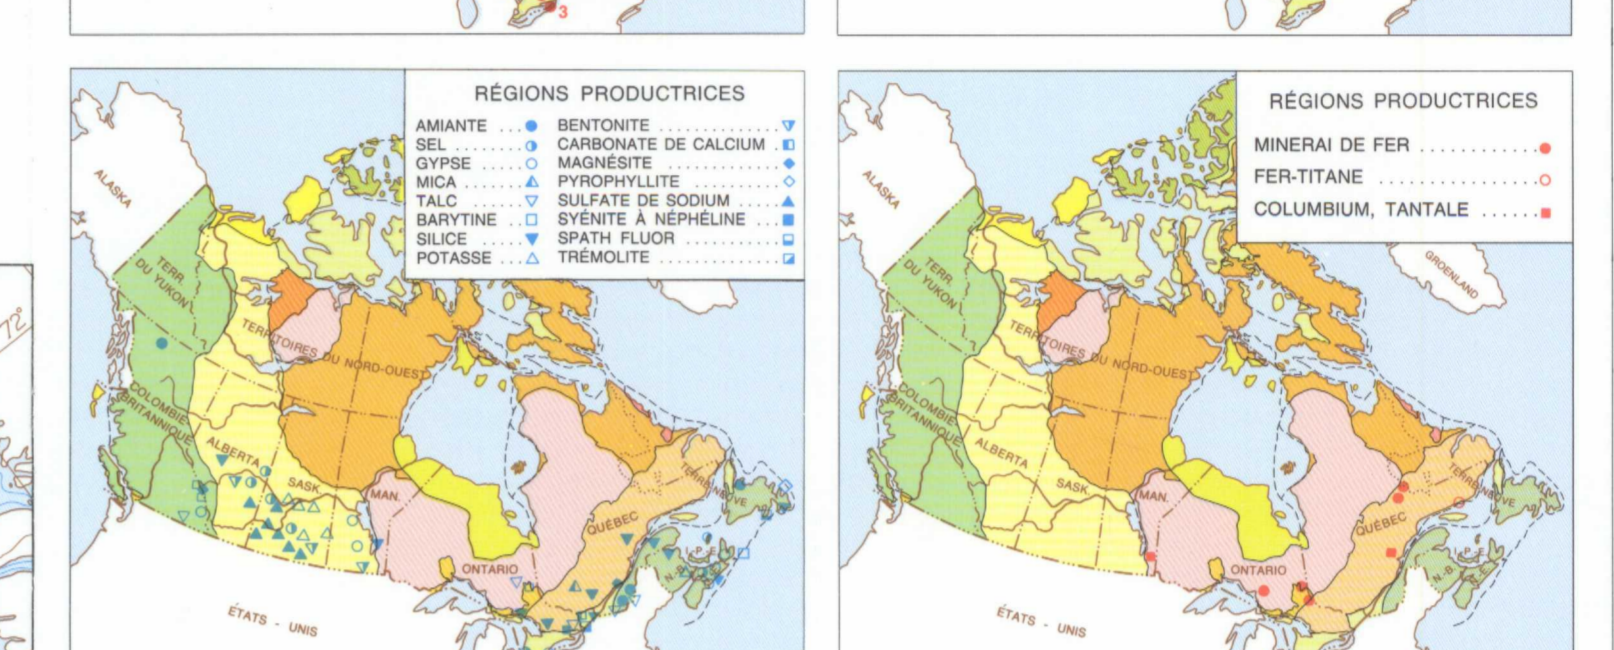 3
72°
RÉGIONS PRODUCTRICES
AMIANTE ... BENTONITE ..............
SEL ........ CARBONATE DE CALCIUM .
GYPSE ..... MAGNÉSITE .............
MICA ....... PYROPHYLLITE ..........
TALC ....... SULFATE DE SODIUM ....
BARYTINE .. SYÉNITE À NÉPHÉLINE ...
SILICE ...... SPATH FLUOR ...........
POTASSE ... TRÉMOLITE .............
ALASKA
TERR.
DU YUKON
TERRITOIRES DU NORD-OUEST
COLOMBIE
BRITANNIQUE
ALBERTA
SASK.
MAN.
ONTARIO
QUÉBEC
TERRE-NEUVE
I.-P.-E.
N.-B.
ÉTATS - UNIS
RÉGIONS PRODUCTRICES
MINERAI DE FER ............
FER-TITANE ................
COLUMBIUM, TANTALE ......
ALASKA
GROENLAND
TERR.
DU YUKON
TERRITOIRES DU NORD-OUEST
COLOMBIE
BRITANNIQUE
ALBERTA
SASK.
MAN.
ONTARIO
QUÉBEC
TERRE-NEUVE
I.-P.-E.
N.-B.
ÉTATS - UNIS